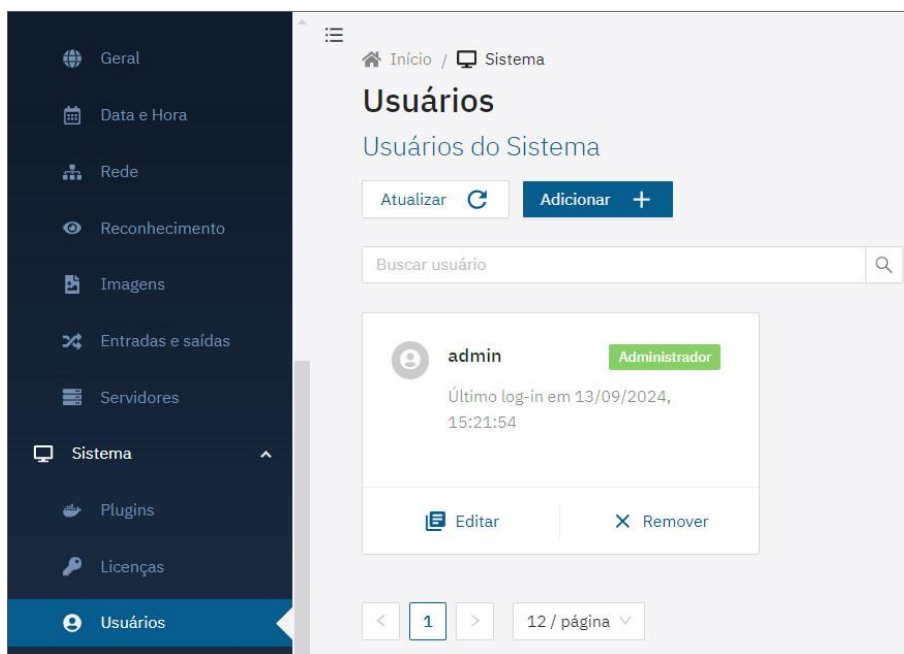 Geral
Data e Hora
Rede
Reconhecimento
Imagens
Entradas e saídas
Servidores
Sistema
Plugins
Licenças
Usuários
Início / Sistema
Usuários
Usuários do Sistema
Atualizar
Adicionar
Buscar usuário
admin
Administrador
Último log-in em 13/09/2024,
15:21:54
Editar
Remover
< 1 > 12 / página